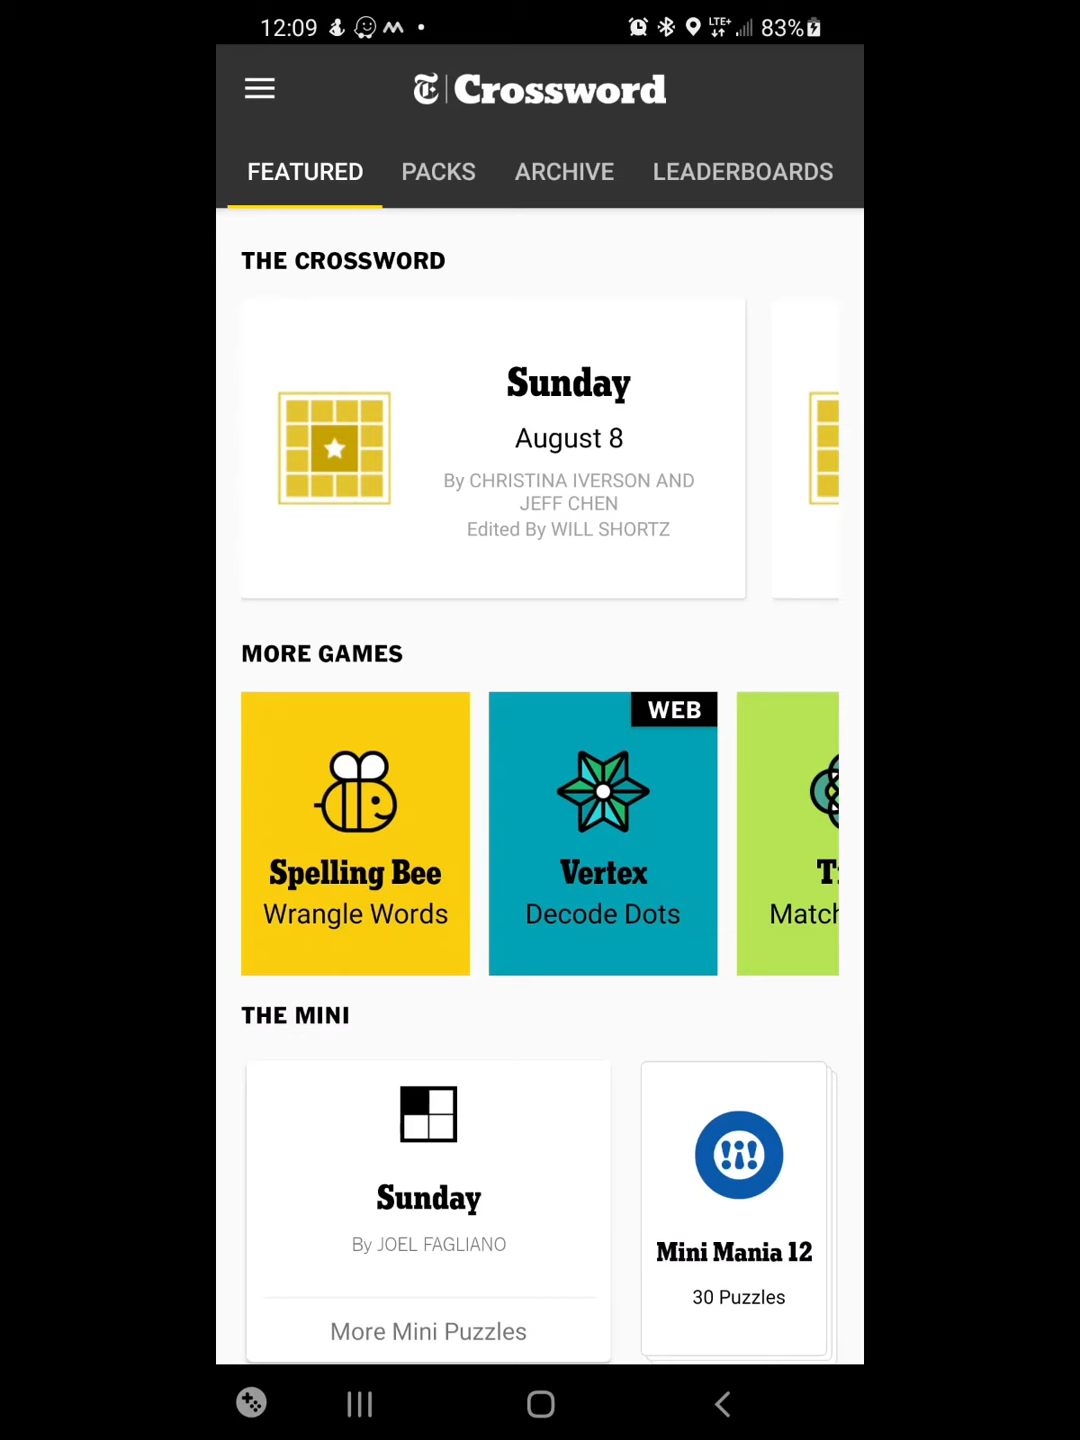 12:09 LTE+ 83%
Crossword
FEATURED PACKS ARCHIVE LEADERBOARDS
THE CROSSWORD
Sunday
August 8
By CHRISTINA IVERSON AND
JEFF CHEN
Edited By WILL SHORTZ
MORE GAMES
WEB
Spelling Bee
Wrangle Words
Vertex
Decode Dots
Match
THE MINI
Sunday
By JOEL FAGLIANO
More Mini Puzzles
Mini Mania 12
30 Puzzles